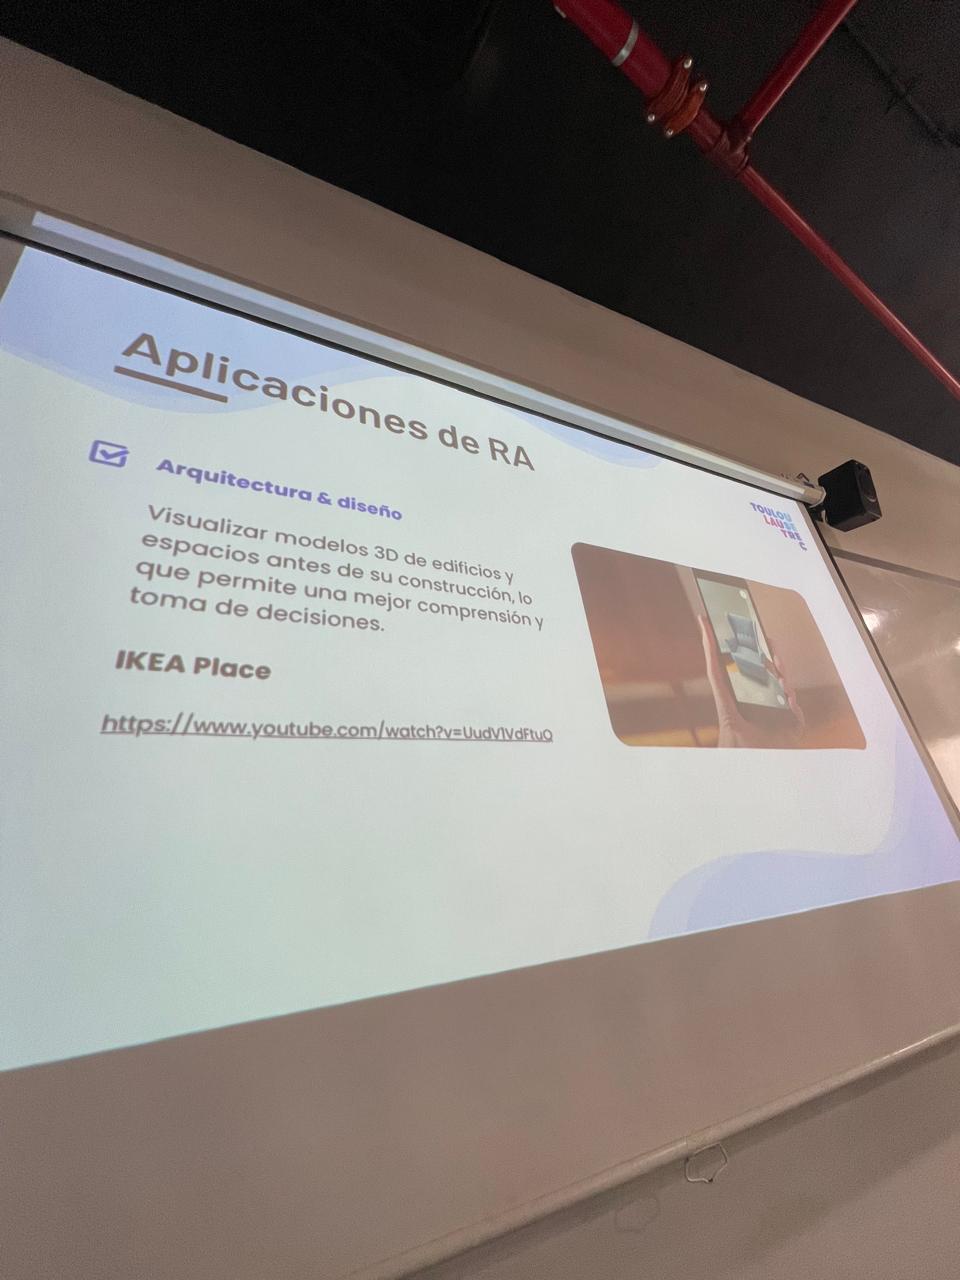 Aplicaciones de RA
Arquitectura & diseño
Visualizar modelos 3D de edificios y
espacios antes de su construcción, lo
que permite una mejor comprensión y
toma de decisiones.
IKEA Place
https://www.youtube.com/watch?v=UudV1VdFtuQ
TOULOU
LAUSE
TREC
C